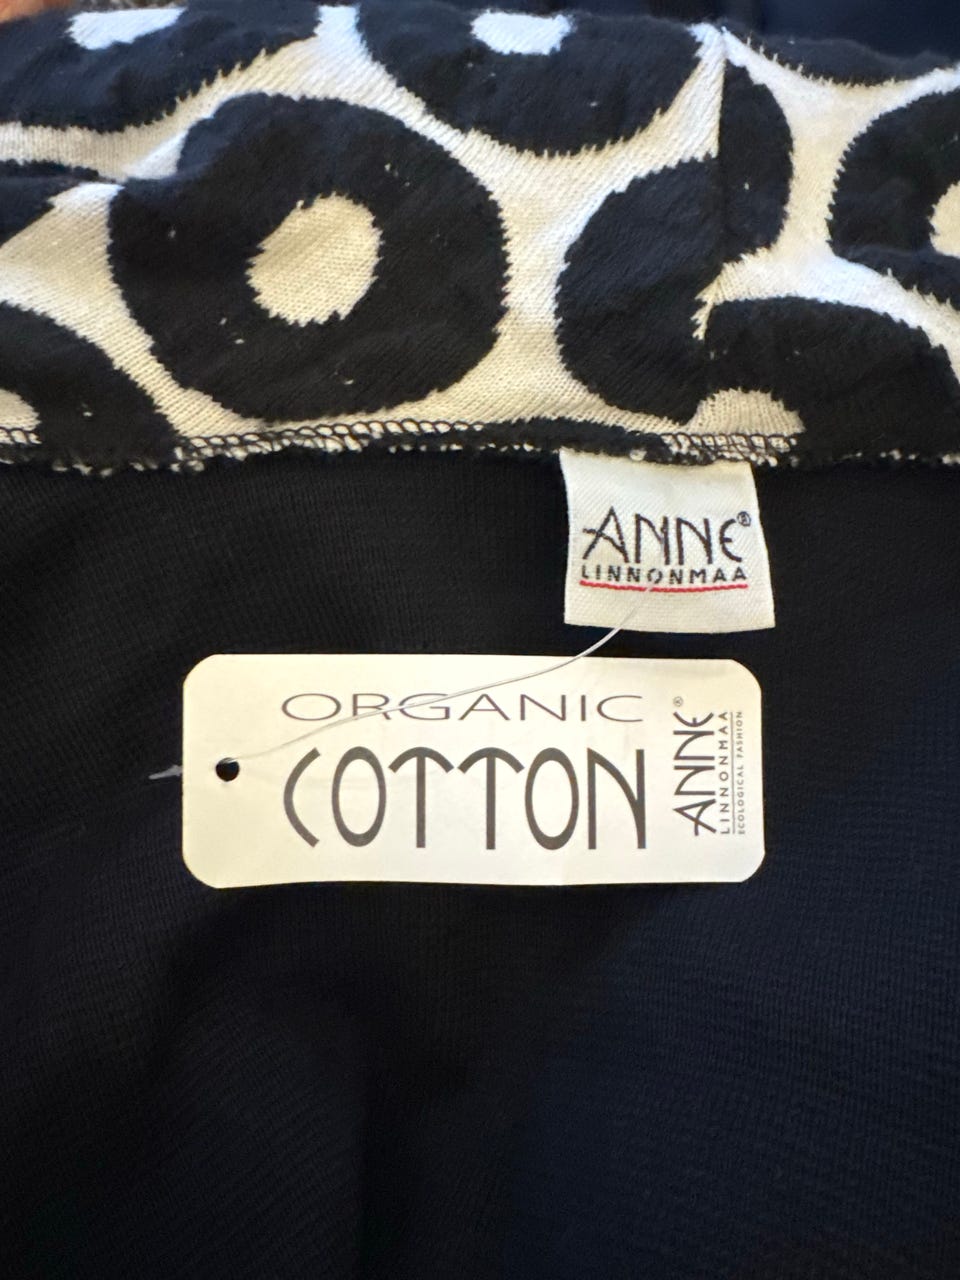 ANNE®
LINNONMAA
ORGANIC
COTTON
ANNE®
LINNONMAA
ECOLOGICAL FASHION